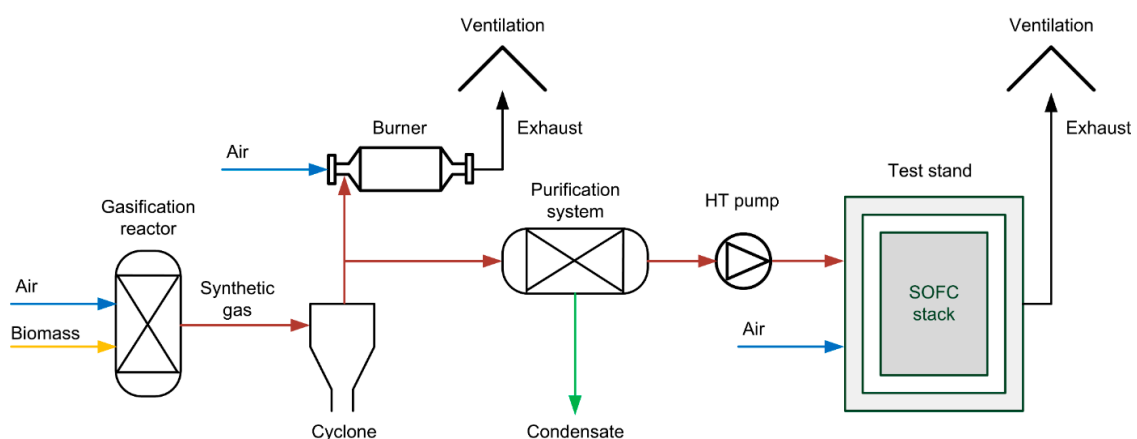 Ventilation
Ventilation
Burner
Exhaust
Exhaust
Air
Test stand
Purification
system
HT pump
Gasification
reactor
Synthetic
gas
Air
Biomass
SOFC
stack
Air
Cyclone
Condensate